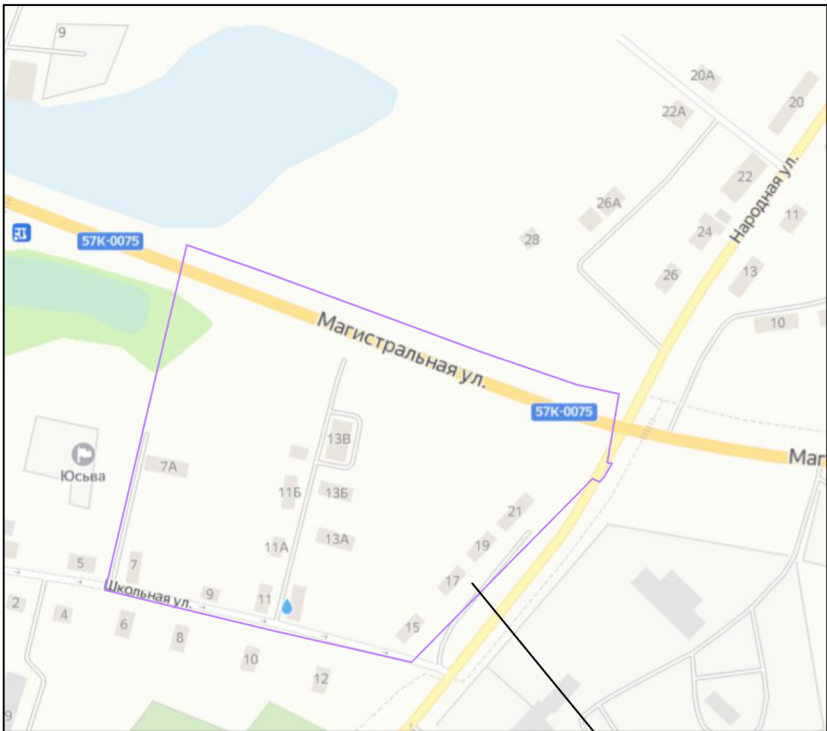 9
20А
20
22А
22
Народная ул.
26А
11
24
28
57К-0075
13
26
Магистральная ул.
10
57К-0075
13В
Маг
7А
Юсьва
11Б
13Б
21
13А
11А
19
5
7
17
Школьная ул.
9
11
2
4
6
15
8
10
12
9